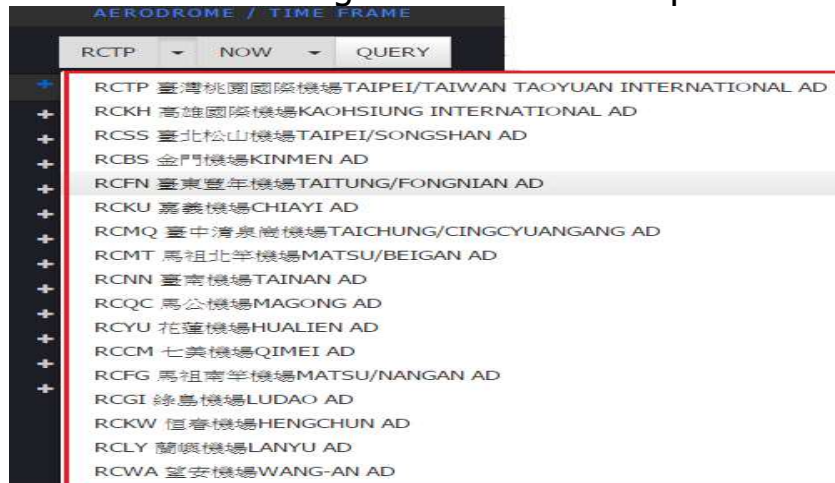 AERODROME / TIME FRAME
RCTP NOW QUERY
RCTP 臺灣桃園國際機場TAIPEI/TAIWAN TAOYUAN INTERNATIONAL AD
RCKH 高雄國際機場KAOHSIUNG INTERNATIONAL AD
RCSS 臺北松山機場TAIPEI/SONGSHAN AD
RCBS 金門機場KINMEN AD
RCFN 臺東豐年機場TAITUNG/FONGNIAN AD
RCKU 嘉義機場CHIAYI AD
RCMQ 臺中清泉崗機場TAICHUNG/CINGCYUANGANG AD
RCMT 馬祖北竿機場MATSU/BEIGAN AD
RCNN 臺南機場TAINAN AD
RCQC 馬公機場MAGONG AD
RCYU 花蓮機場HUALIEN AD
RCCM 七美機場QIMEI AD
RCFG 馬祖南竿機場MATSU/NANGAN AD
RCGI 綠島機場LUDAO AD
RCKW 恒春機場HENGCHUN AD
RCLY 蘭嶼機場LANYU AD
RCWA 望安機場WANG-AN AD